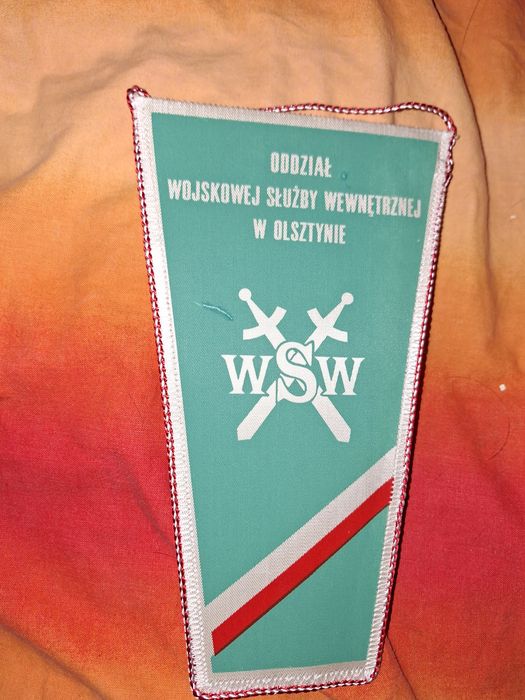 ODDZIAŁ
WOJSKOWEJ SŁUŻBY WEWNĘTRZNEJ
W OLSZTYNIE
WSW